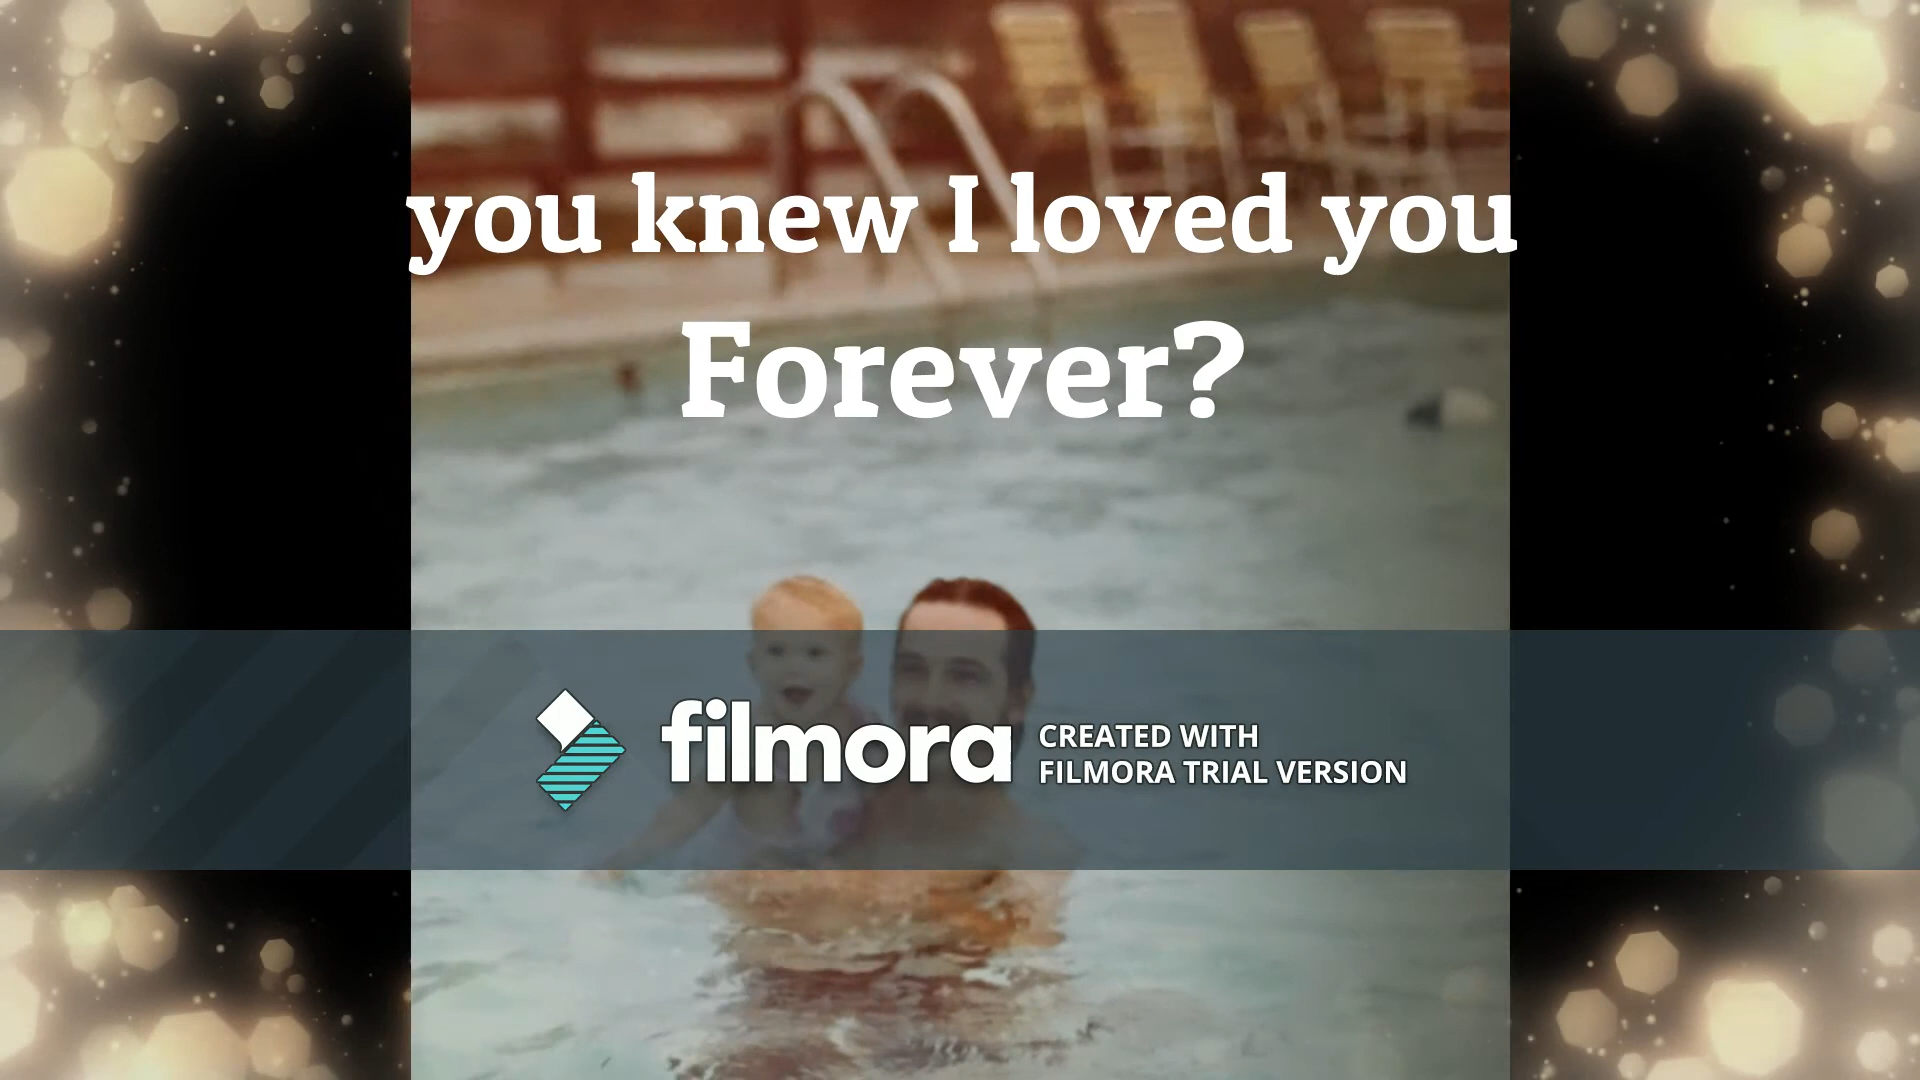 you knew I loved you
Forever?
filmora
CREATED WITH
FILMORA TRIAL VERSION